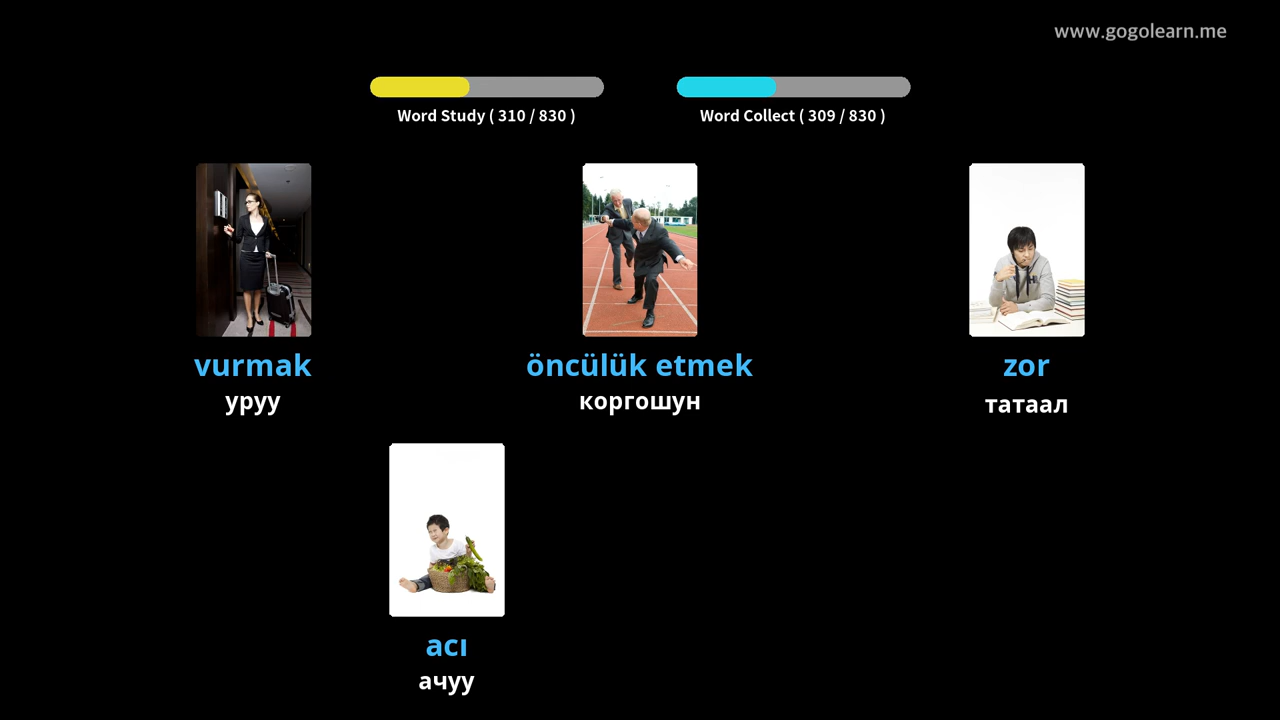 www.gogolearn.me
Word Study ( 310 / 830 )
Word Collect ( 309 / 830 )
vurmak
уруу
öncülük etmek
коргошун
zor
татаал
acı
ачуу